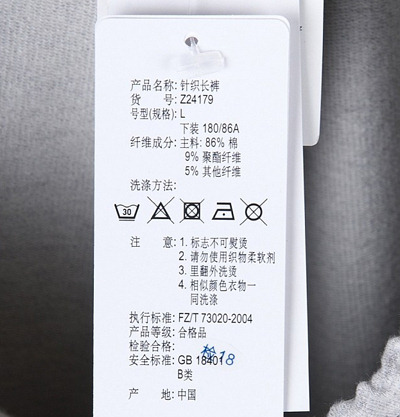 产品名称: 针织长裤
货 号: Z24179
号型(规格): L
下装 180/86A
纤维成分: 主料: 86% 棉
9% 聚酯纤维
5% 其他纤维
洗涤方法:
30
注 意: 1. 标志不可熨烫
2. 请勿使用织物柔软剂
3. 里翻外洗烫
4. 相似颜色衣物一
同洗涤
执行标准: FZ/T 73020-2004
产品等级: 合格品
检验合格: 检18
安全标准: GB 18401
B类
产 地: 中国